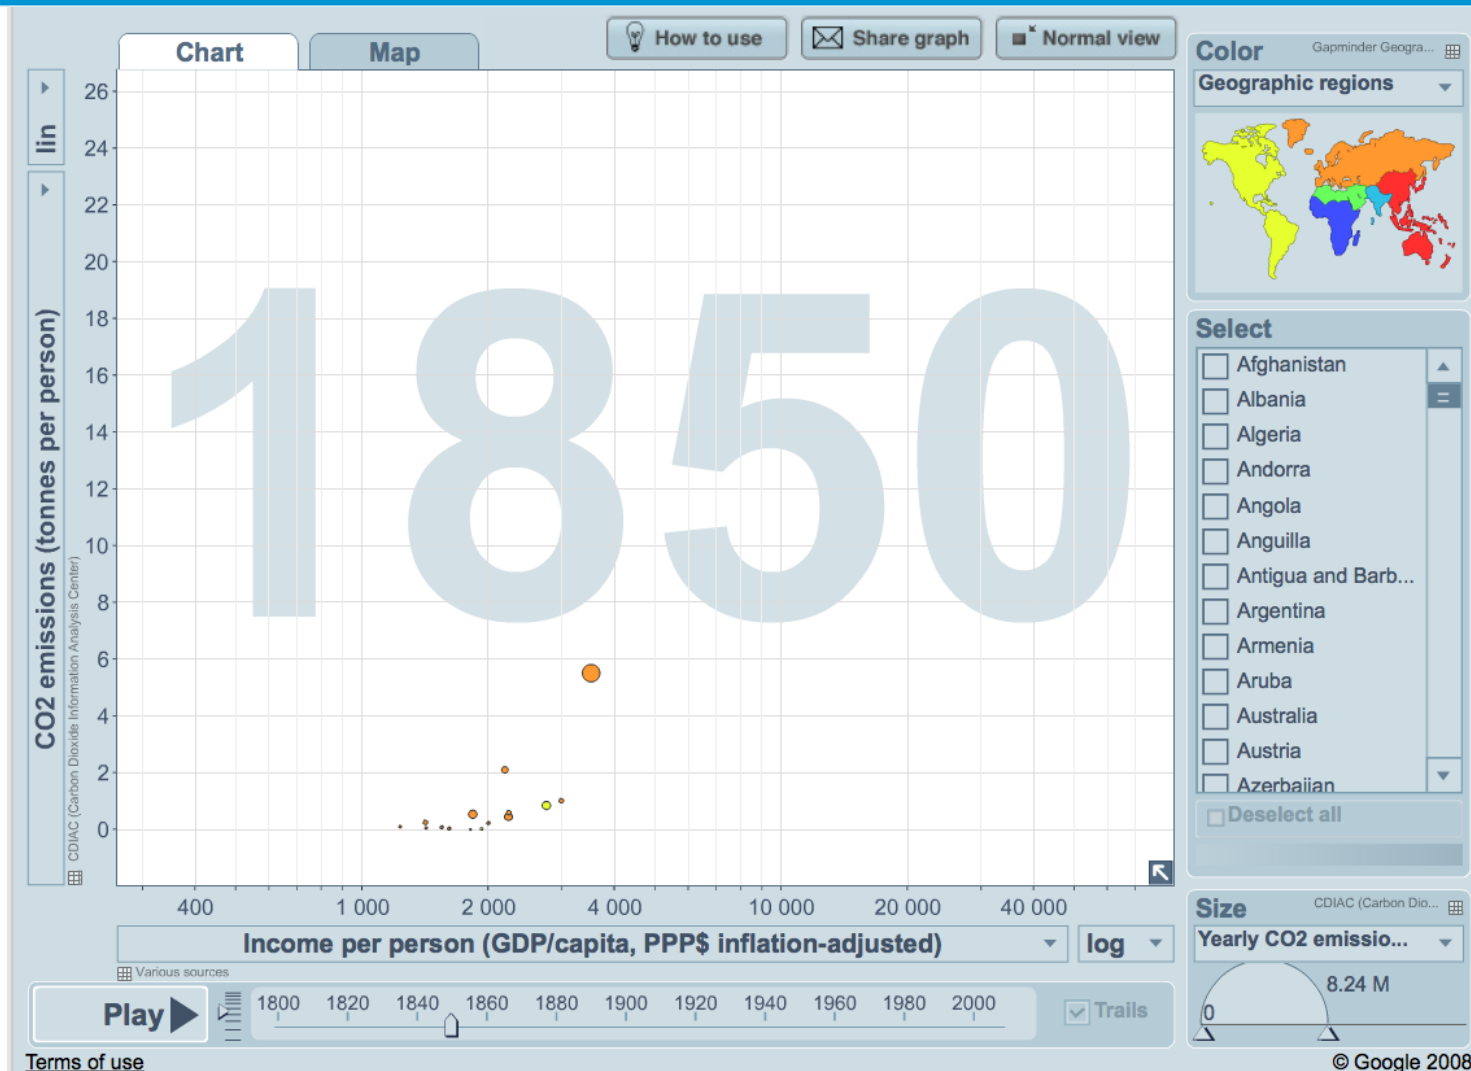 How to use
Share graph
Normal view
Chart
Map
Color
Gapminder Geogra...
Geographic regions
lin
CO2 emissions (tonnes per person)
CDIAC (Carbon Dioxide Information Analysis Center)
26
24
22
20
18
16
14
12
10
8
6
4
2
0
1850
400
1 000
2 000
4 000
10 000
20 000
40 000
Income per person (GDP/capita, PPP$ inflation-adjusted)
log
Various sources
Select
Afghanistan
Albania
Algeria
Andorra
Angola
Anguilla
Antigua and Barb...
Argentina
Armenia
Aruba
Australia
Austria
Azerbaijan
Deselect all
Size
CDIAC (Carbon Dio...
Yearly CO2 emissio...
8.24 M
0
Play
1800 1820 1840 1860 1880 1900 1920 1940 1960 1980 2000
Trails
Terms of use
© Google 2008